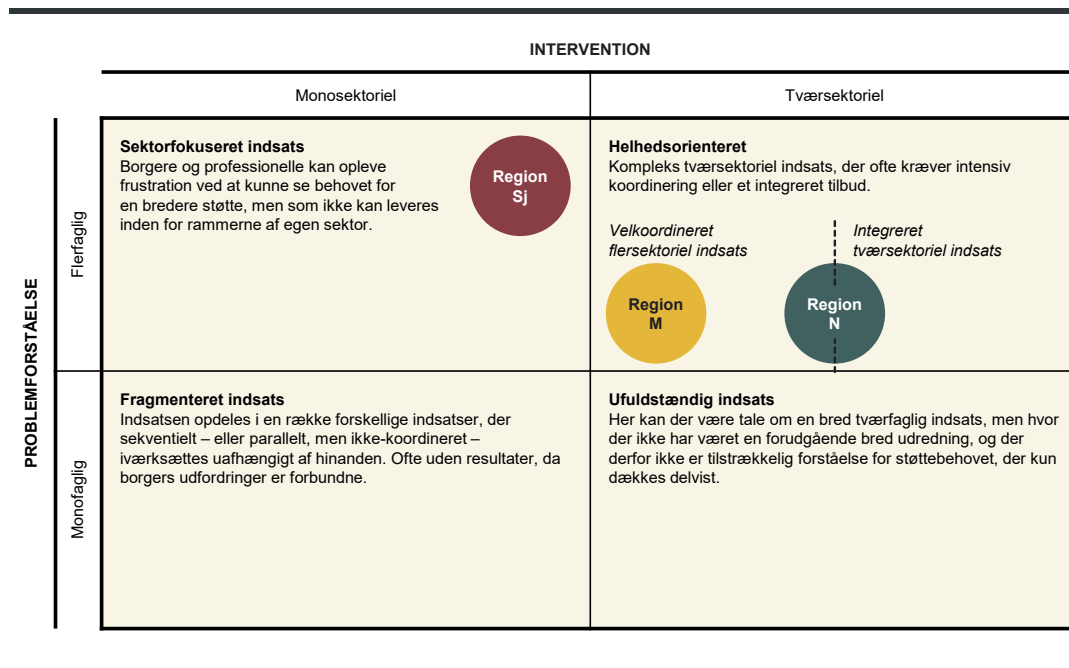 INTERVENTION
Monosektoriel
Tværsektoriel
PROBLEMFORSTÅELSE
Flerfaglig
Sektorfokuseret indsats
Borgere og professionelle kan opleve
frustration ved at kunne se behovet for
en bredere støtte, men som ikke kan leveres
inden for rammerne af egen sektor.
Region
Sj
Helhedsorienteret
Kompleks tværsektoriel indsats, der ofte kræver intensiv
koordinering eller et integreret tilbud.
Velkoordineret
flersektoriel indsats
Integreret
tværsektoriel indsats
Region
M
Region
N
Monofaglig
Fragmenteret indsats
Indsatsen opdeles i en række forskellige indsatser, der
sekventielt – eller parallelt, men ikke-koordineret –
iværksættes uafhængigt af hinanden. Ofte uden resultater, da
borgers udfordringer er forbundne.
Ufuldstændig indsats
Her kan der være tale om en bred tværfaglig indsats, men hvor
der ikke har været en forudgående bred udredning, og der
derfor ikke er tilstrækkelig forståelse for støttebehovet, der kun
dækkes delvist.